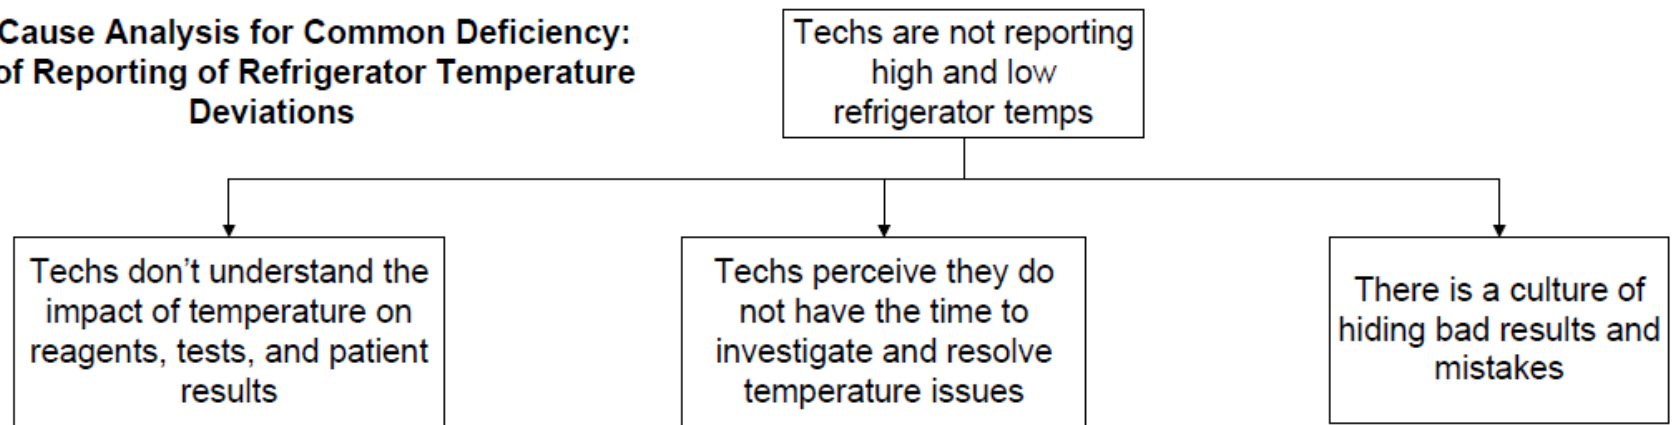 Cause Analysis for Common Deficiency:
of Reporting of Refrigerator Temperature
Deviations
Techs are not reporting
high and low
refrigerator temps
Techs don’t understand the
impact of temperature on
reagents, tests, and patient
results
Techs perceive they do
not have the time to
investigate and resolve
temperature issues
There is a culture of
hiding bad results and
mistakes